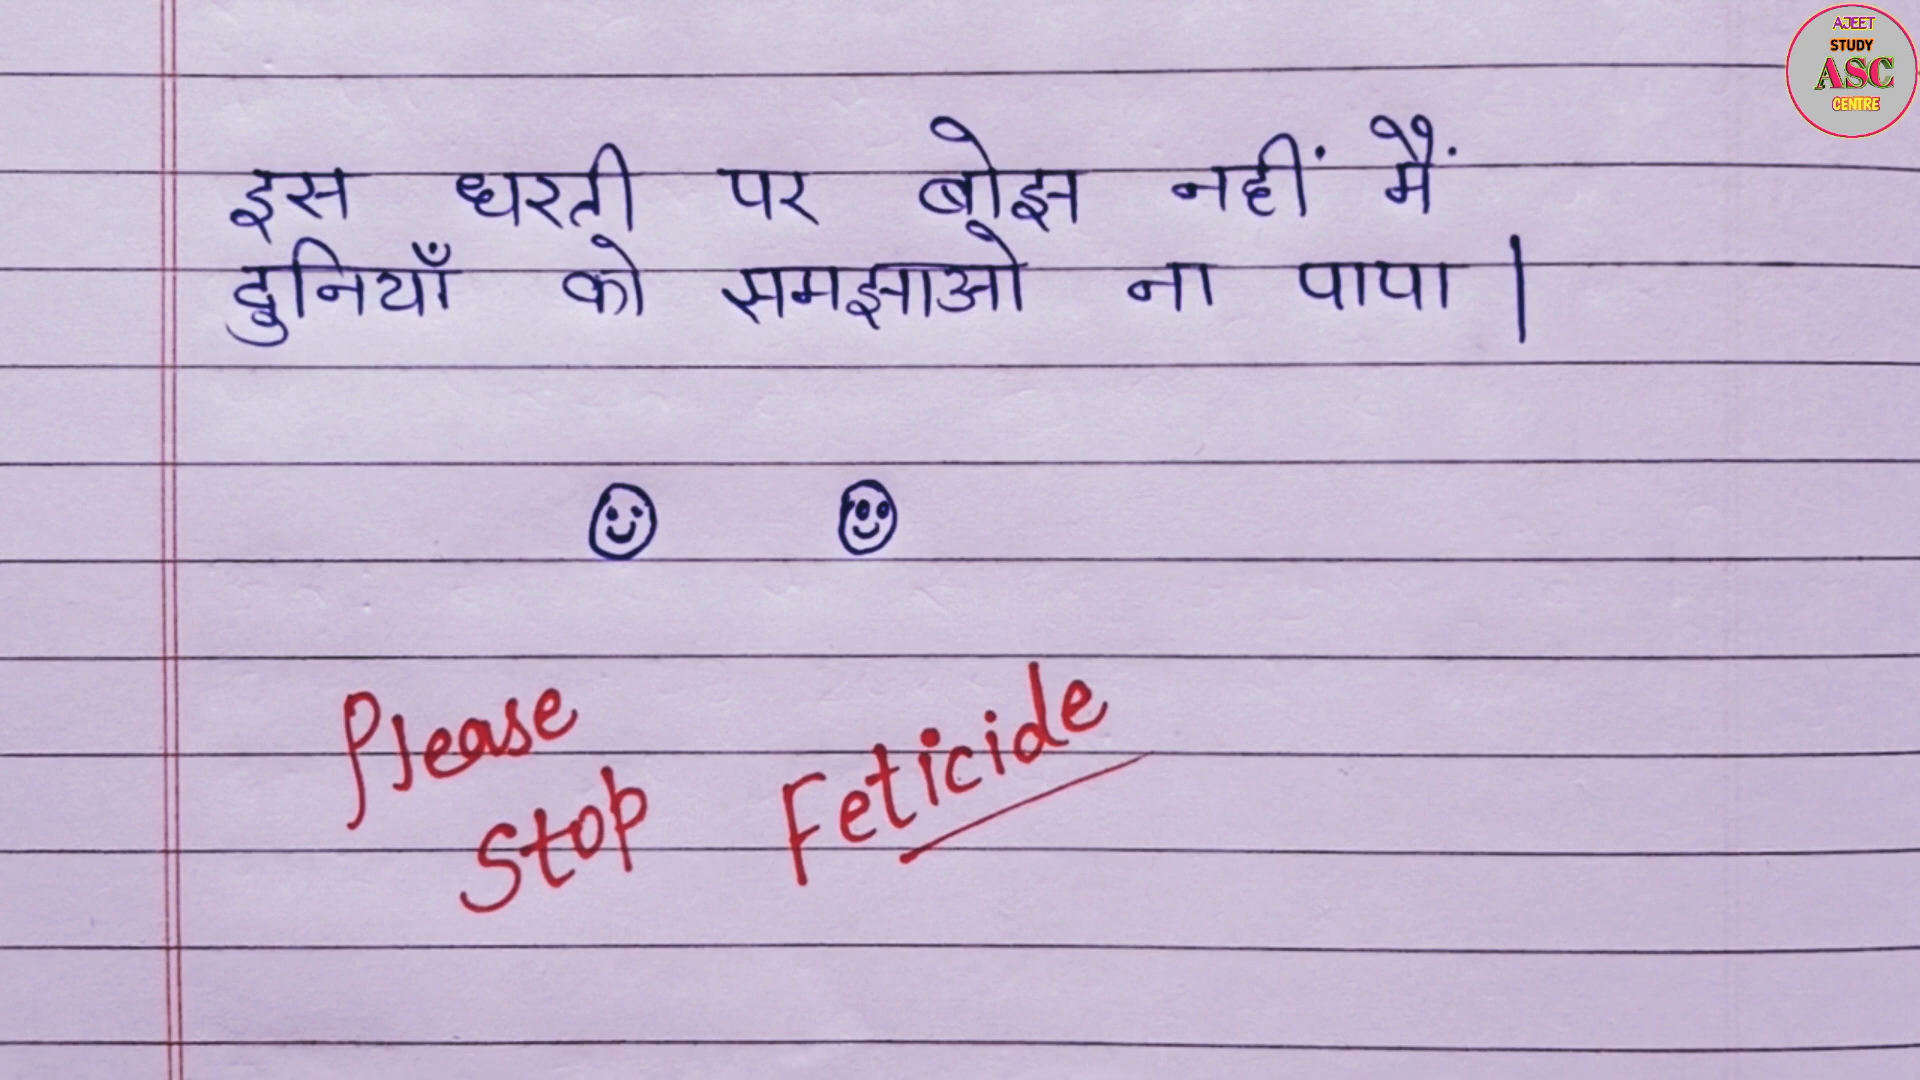 AJEET
STUDY
ASC
CENTRE
इस धरती पर बोझ नहीं मैं
दुनियाँ को समझाओ ना पापा |
Please
Stop Feticide